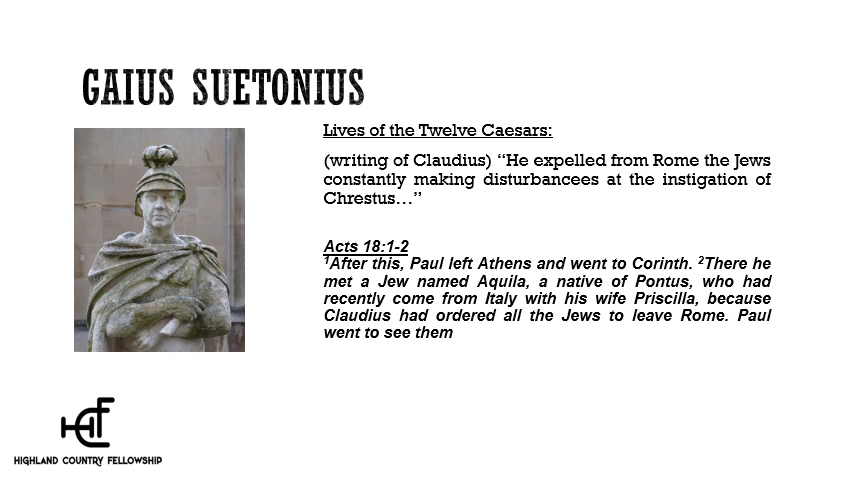 GAIUS SUETONIUS
Lives of the Twelve Caesars:
(writing of Claudius) “He expelled from Rome the Jews
constantly making disturbancees at the instigation of
Chrestus…”
Acts 18:1-2
¹After this, Paul left Athens and went to Corinth. ²There he
met a Jew named Aquila, a native of Pontus, who had
recently come from Italy with his wife Priscilla, because
Claudius had ordered all the Jews to leave Rome. Paul
went to see them
HCF
HIGHLAND COUNTRY FELLOWSHIP